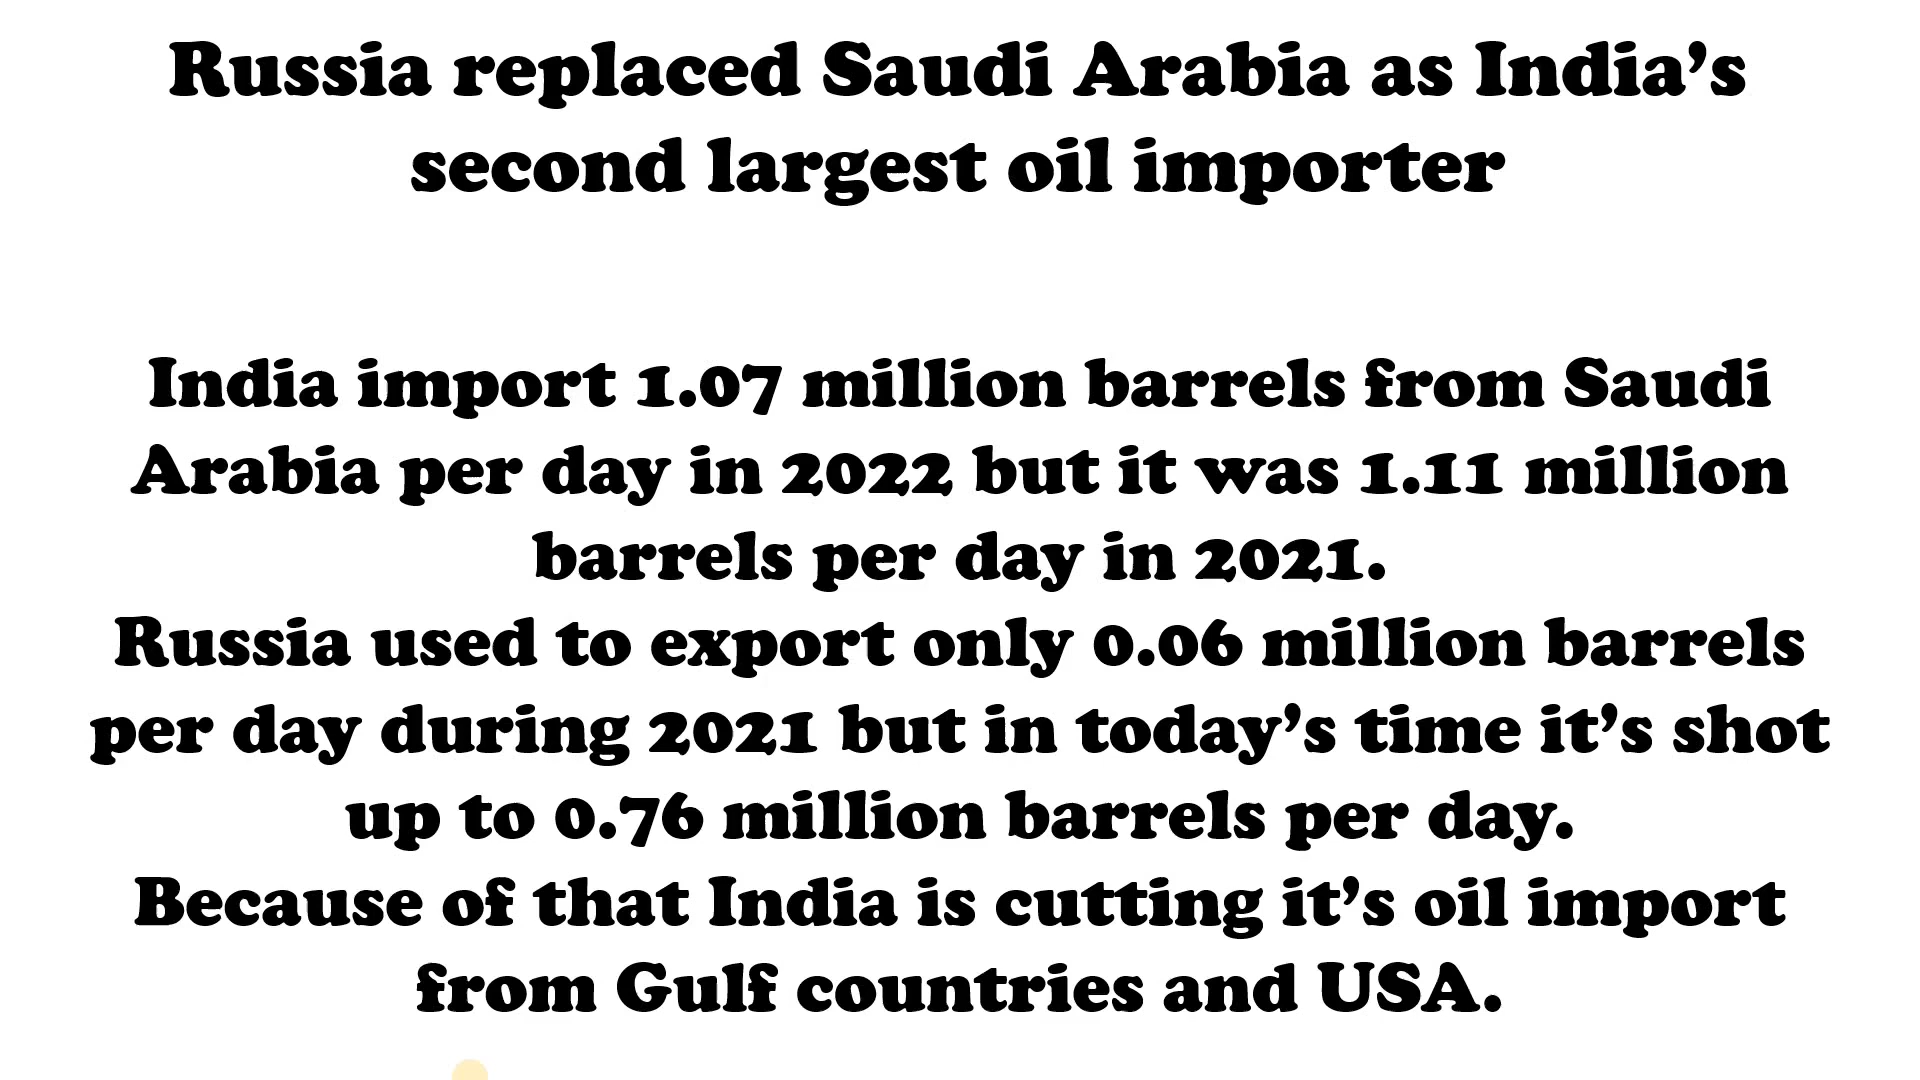 Russia replaced Saudi Arabia as India’s
second largest oil importer
India import 1.07 million barrels from Saudi
Arabia per day in 2022 but it was 1.11 million
barrels per day in 2021.
Russia used to export only 0.06 million barrels
per day during 2021 but in today’s time it’s shot
up to 0.76 million barrels per day.
Because of that India is cutting it’s oil import
from Gulf countries and USA.